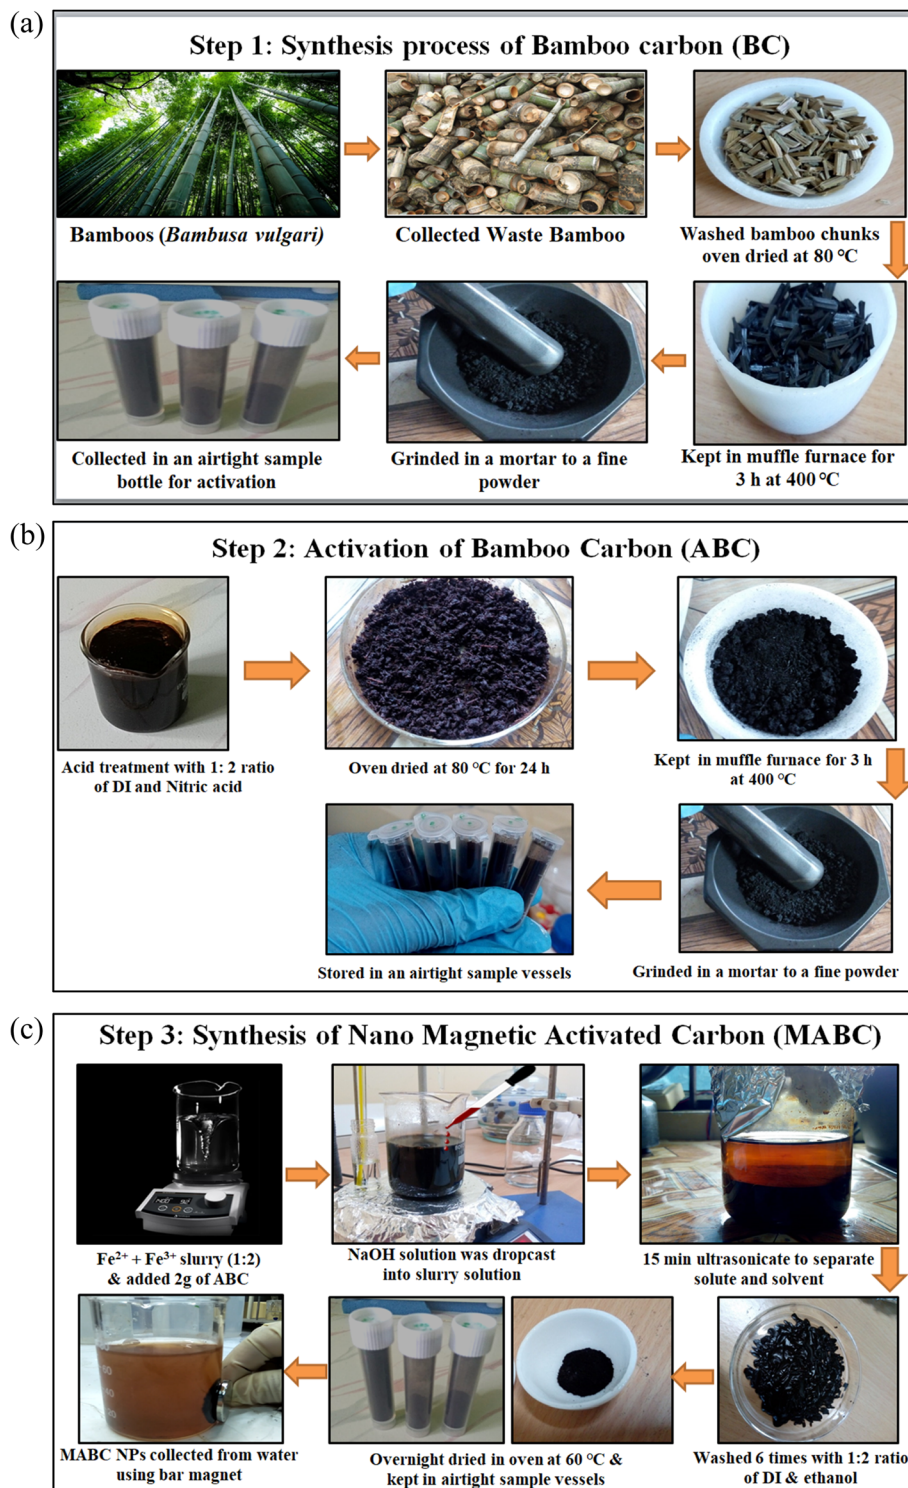 (a)
Step 1: Synthesis process of Bamboo carbon (BC)
Bamboos (Bambusa vulgari)
Collected Waste Bamboo
Washed bamboo chunks
oven dried at 80 °C
Collected in an airtight sample
bottle for activation
Grinded in a mortar to a fine
powder
Kept in muffle furnace for
3 h at 400 °C
(b)
Step 2: Activation of Bamboo Carbon (ABC)
Acid treatment with 1: 2 ratio
of DI and Nitric acid
Oven dried at 80 °C for 24 h
Kept in muffle furnace for 3 h
at 400 °C
Stored in an airtight sample vessels
Grinded in a mortar to a fine powder
(c)
Step 3: Synthesis of Nano Magnetic Activated Carbon (MABC)
Fe²⁺ + Fe³⁺ slurry (1:2)
& added 2g of ABC
NaOH solution was dropcast
into slurry solution
15 min ultrasonicate to separate
solute and solvent
MABC NPs collected from water
using bar magnet
Overnight dried in oven at 60 °C &
kept in airtight sample vessels
Washed 6 times with 1:2 ratio
of DI & ethanol